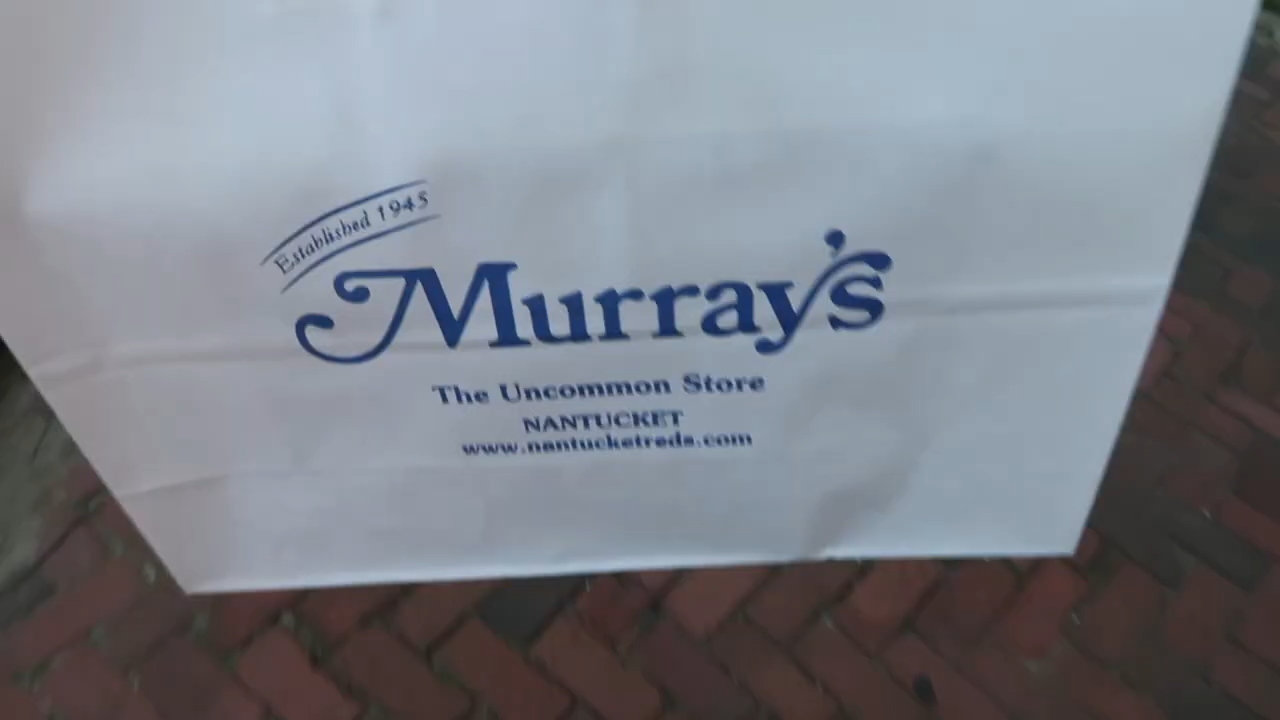 Established 1945
Murray's
The Uncommon Store
NANTUCKET
www.nantucketreds.com